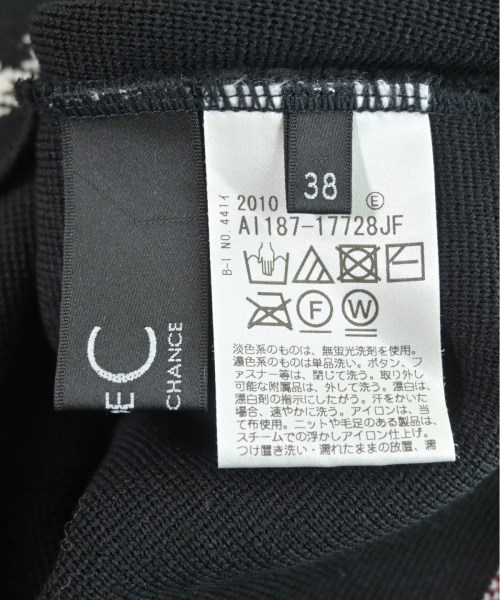 38
2010 Ⓔ
AI187-17728JF
B-I NO.4414
F W
淡色系のものは、無蛍光洗剤を使用。
濃色系のものは単品洗い。ボタン、フ
ァスナー等は、閉じて洗う。取り外し
可能な附属品は、外して洗う。漂白は、
漂白剤の指示にしたがう。汗をかいた
場合、速やかに洗う。アイロンは、当
て布使用。ニットや毛足のある製品は、
スチームでの浮かしアイロン仕上げ。
つけ置き洗い・濡れたままの放置、濡
EC
CHANCE